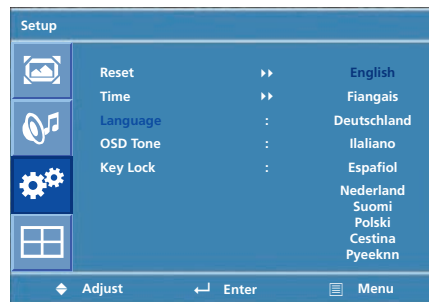 Setup
Reset
English
Time
Fiangais
Language : Deutschland
OSD Tone : Ilaliano
Key Lock : Espafiol
Nederland
Suomi
Polski
Cestina
Pyeeknn
Adjust Enter Menu